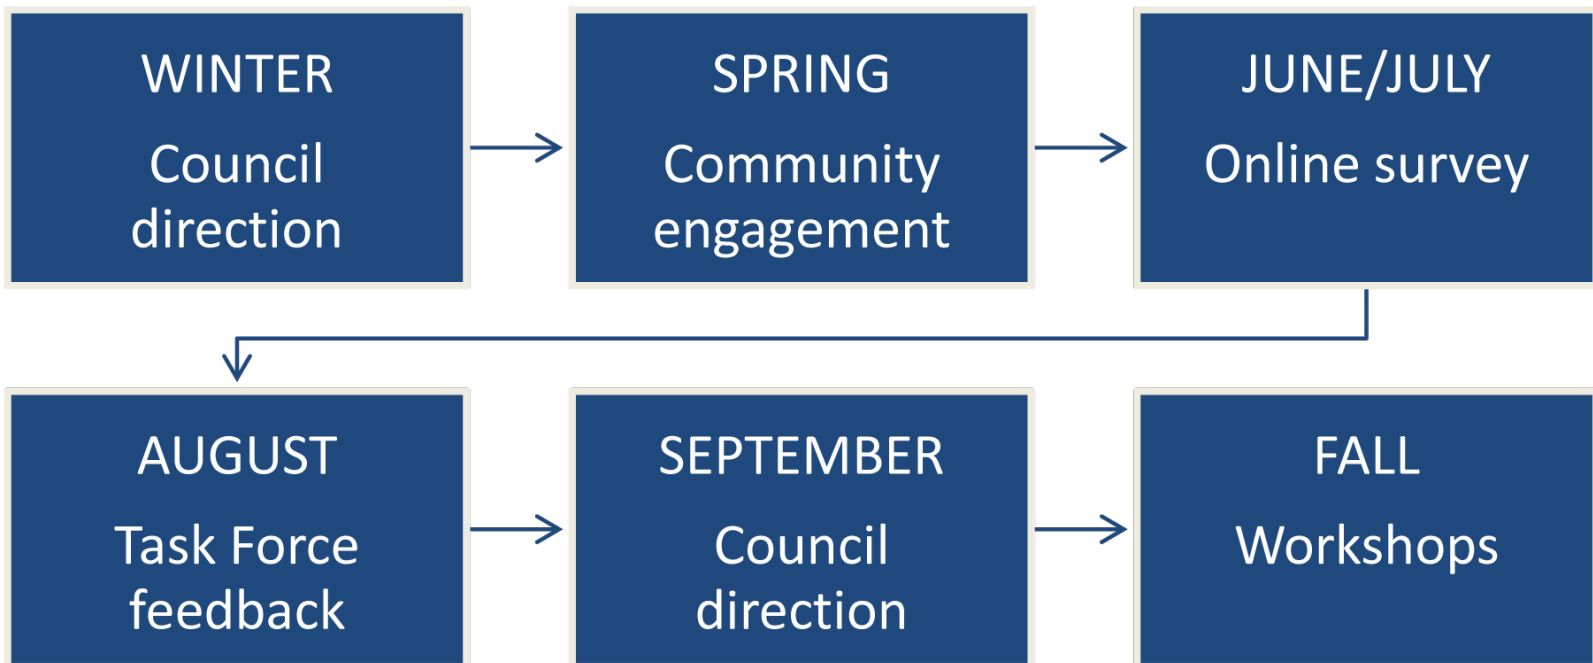 WINTER
Council
direction
SPRING
Community
engagement
JUNE/JULY
Online survey
AUGUST
Task Force
feedback
SEPTEMBER
Council
direction
FALL
Workshops